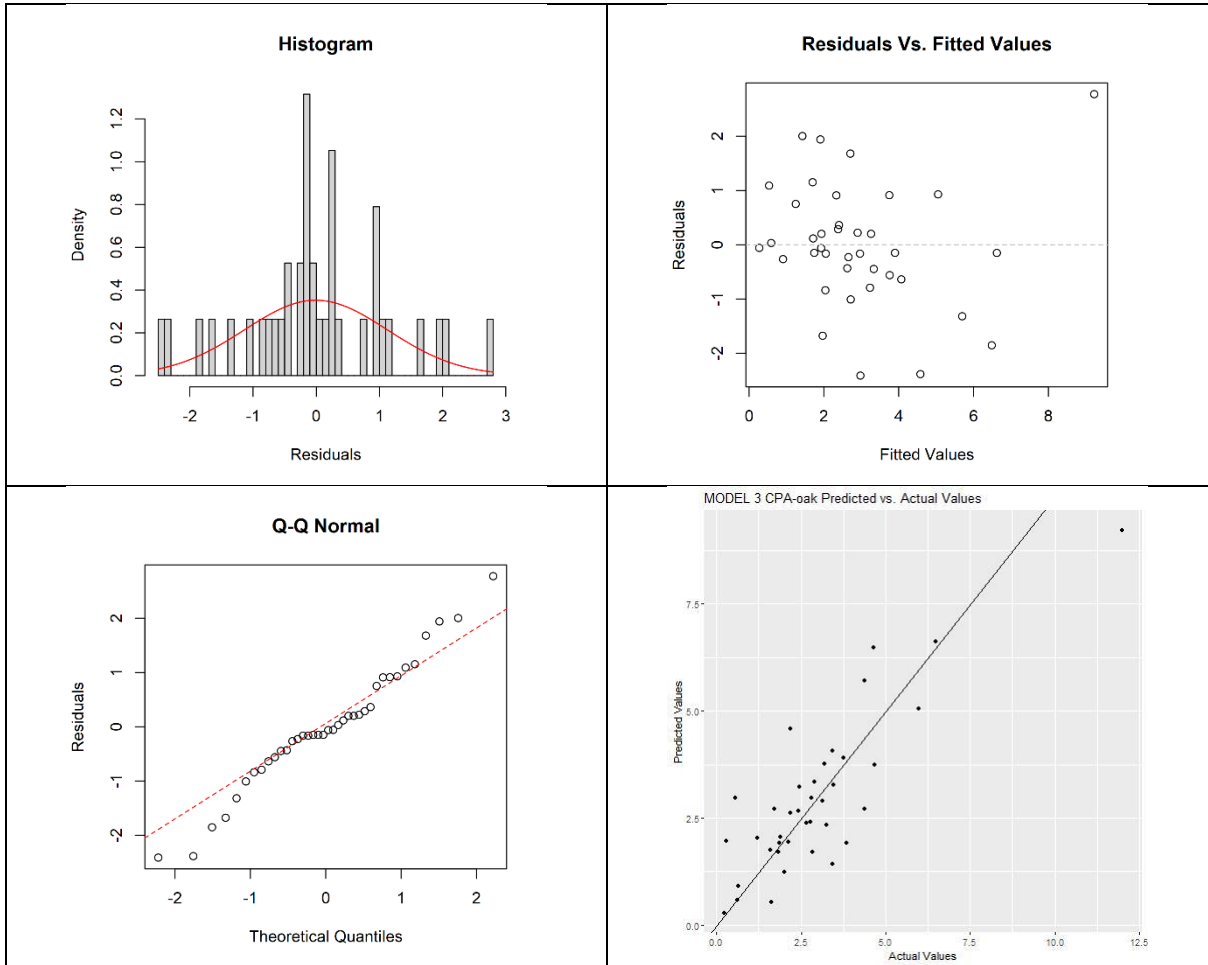 Histogram
Density
0.0 0.2 0.4 0.6 0.8 1.0 1.2
-2 -1 0 1 2 3
Residuals
Residuals Vs. Fitted Values
Residuals
-2 -1 0 1 2
0 2 4 6 8
Fitted Values
Q-Q Normal
Residuals
-2 -1 0 1 2
-2 -1 0 1 2
Theoretical Quantiles
MODEL 3 CPA-oak Predicted vs. Actual Values
Predicted Values
7.5
5.0
2.5
0.0
0.0 2.5 5.0 7.5 10.0 12.5
Actual Values